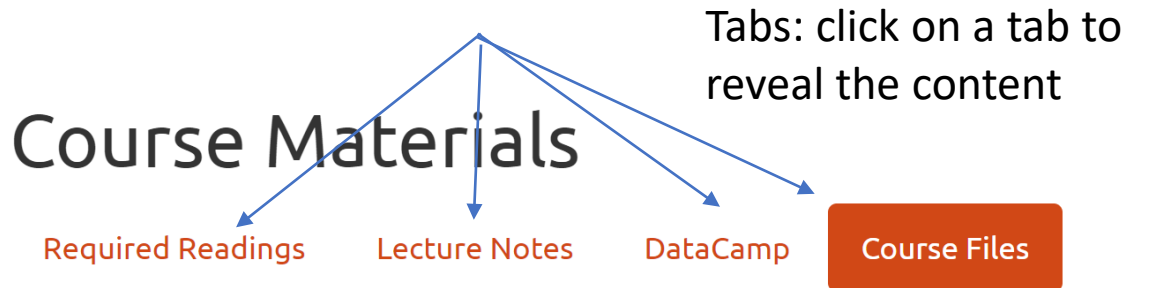 Tabs: click on a tab to
reveal the content
Course Materials
Required Readings Lecture Notes DataCamp Course Files